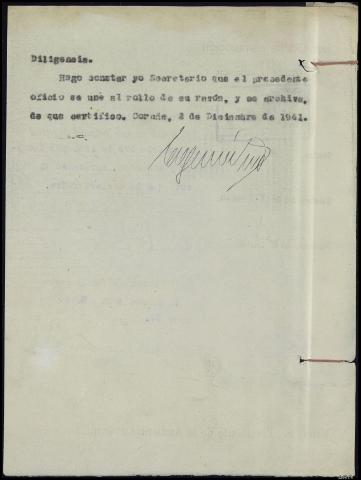 Diligencia.
Hago constar yo Secretario que el precedente
oficio se une al rollo de su razón, y se archiva,
de que certifico. Coruña, 2 de Diciembre de 1941.